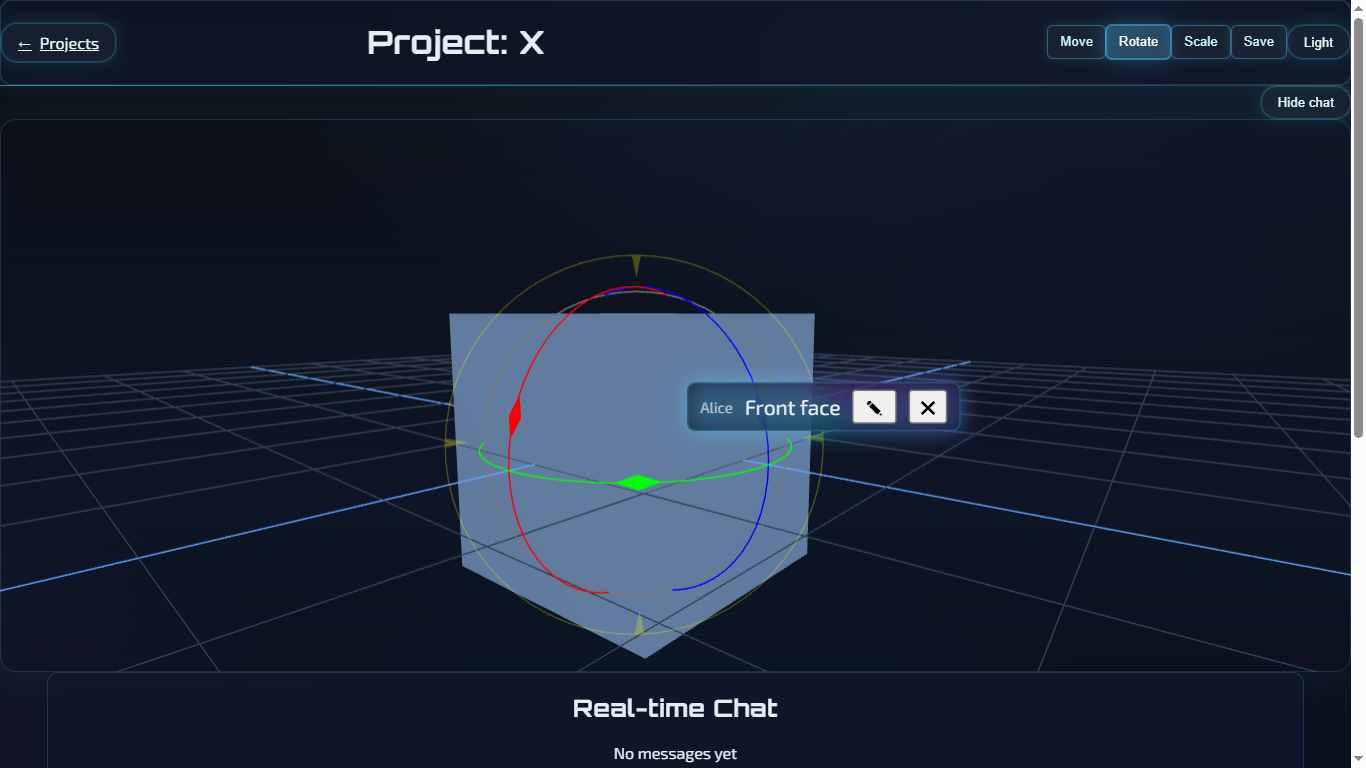 ← Projects
Project: X
Move
Rotate
Scale
Save
Light
Hide chat
Alice Front face
Real-time Chat
No messages yet